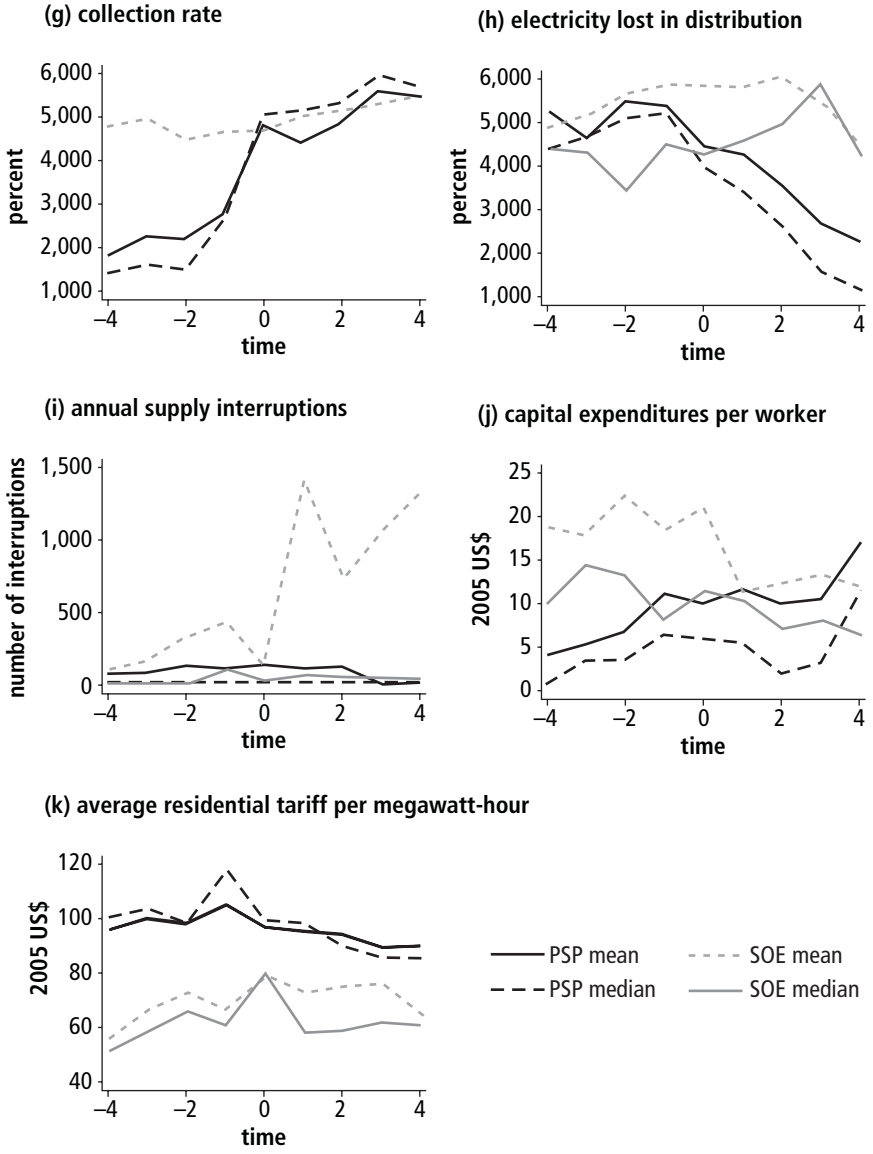 (g) collection rate
percent
6,000
5,000
4,000
3,000
2,000
1,000
–4 –2 0 2 4
time
(h) electricity lost in distribution
percent
6,000
5,000
4,000
3,000
2,000
1,000
–4 –2 0 2 4
time
(i) annual supply interruptions
number of interruptions
1,500
1,000
500
0
–4 –2 0 2 4
time
(j) capital expenditures per worker
2005 US$
25
20
15
10
5
0
–4 –2 0 2 4
time
(k) average residential tariff per megawatt-hour
2005 US$
120
100
80
60
40
–4 –2 0 2 4
time
PSP mean SOE mean
PSP median SOE median